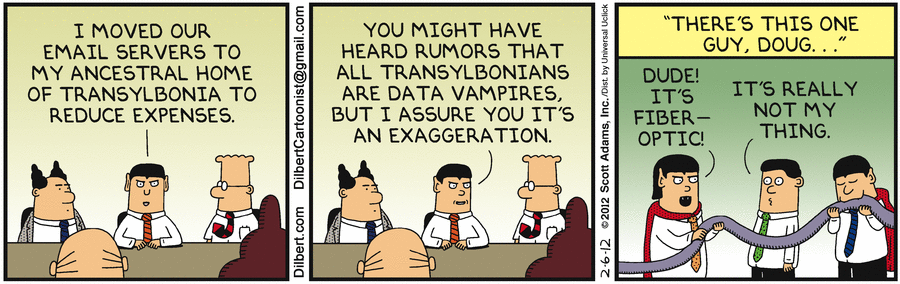 I MOVED OUR
EMAIL SERVERS TO
MY ANCESTRAL HOME
OF TRANSYLBONIA TO
REDUCE EXPENSES.
Dilbert.com DilbertCartoonist@gmail.com
YOU MIGHT HAVE
HEARD RUMORS THAT
ALL TRANSYLBONIANS
ARE DATA VAMPIRES,
BUT I ASSURE YOU IT'S
AN EXAGGERATION.
2-6-12 ©2012 Scott Adams, Inc./Dist. by Universal Uclick
"THERE'S THIS ONE
GUY, DOUG. . ."
DUDE!
IT'S
FIBER–
OPTIC!
IT'S REALLY
NOT MY
THING.